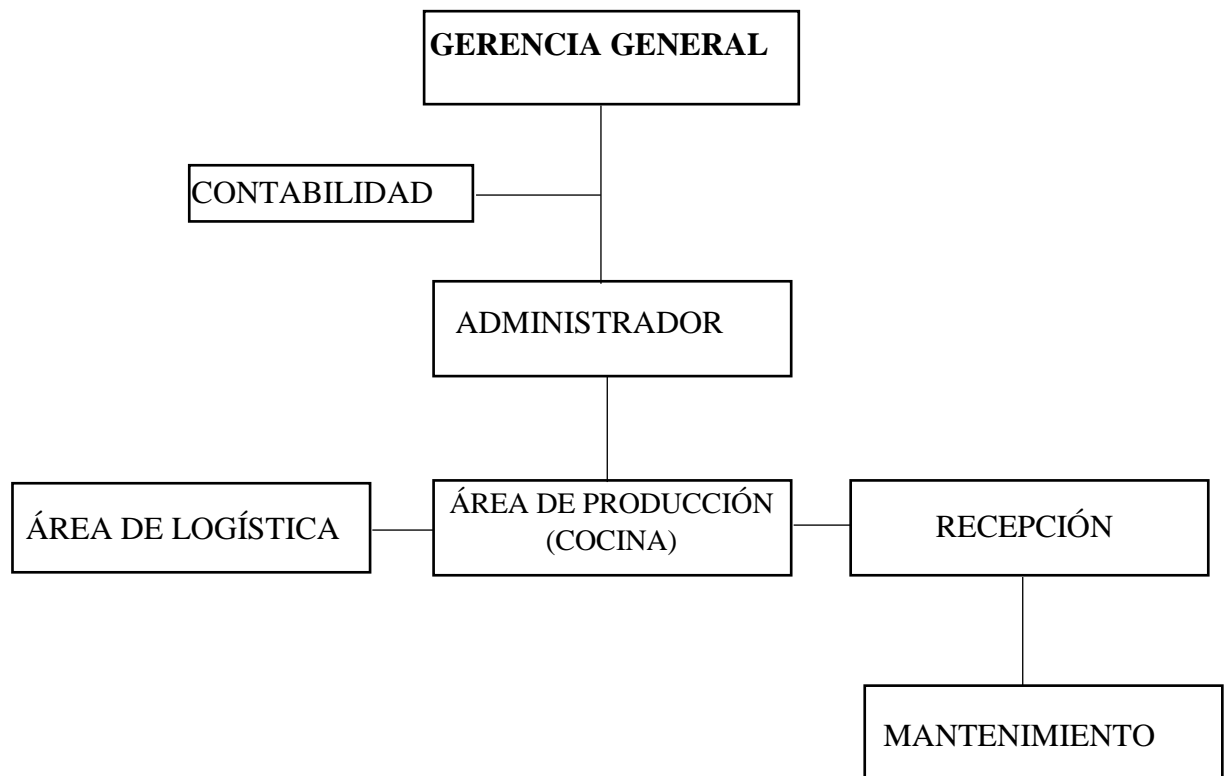 GERENCIA GENERAL
CONTABILIDAD
ADMINISTRADOR
ÁREA DE LOGÍSTICA
ÁREA DE PRODUCCIÓN
(COCINA)
RECEPCIÓN
MANTENIMIENTO